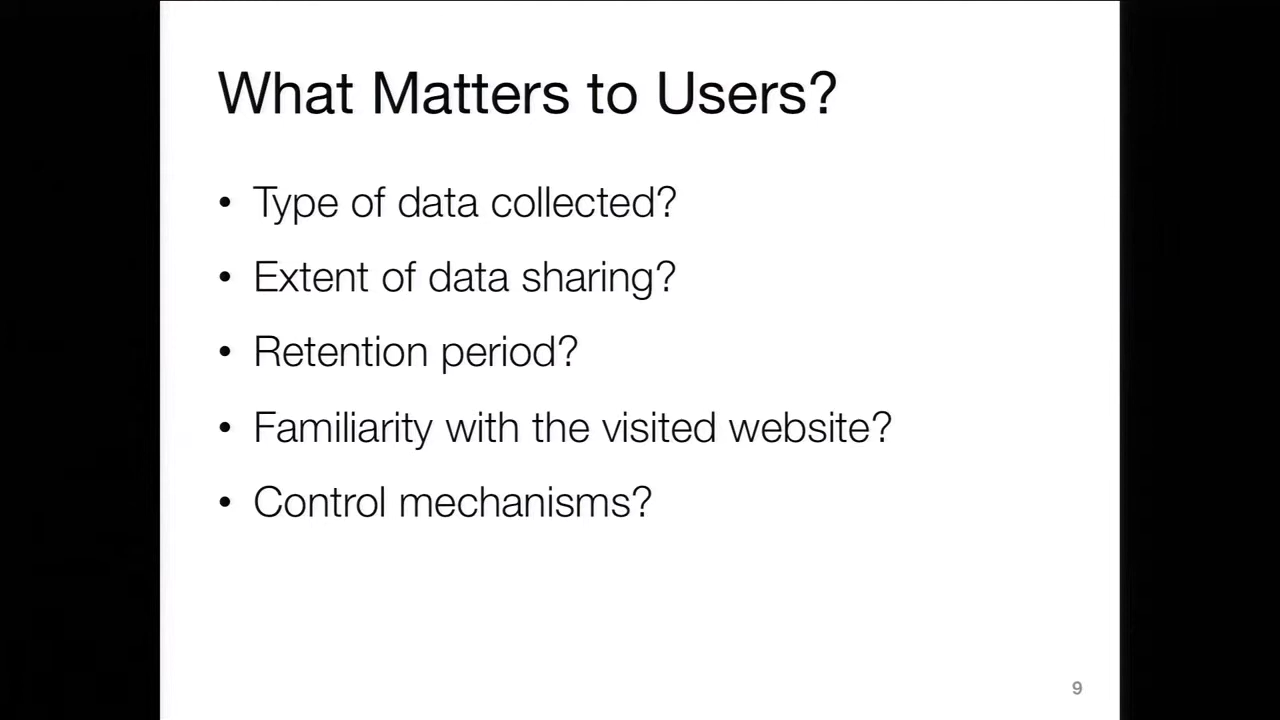 What Matters to Users?
• Type of data collected?
• Extent of data sharing?
• Retention period?
• Familiarity with the visited website?
• Control mechanisms?
9